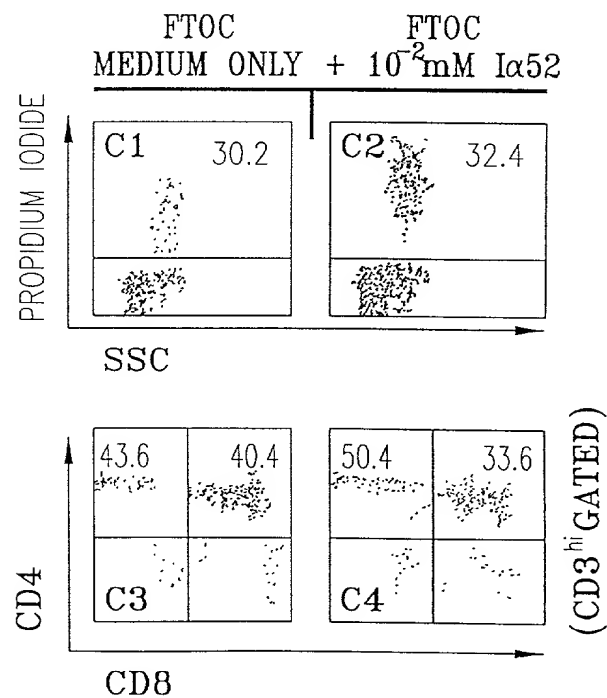 FTOC FTOC
MEDIUM ONLY + 10⁻²mM Iα52
PROPIDIUM IODIDE
C1 30.2
C2 32.4
SSC
CD4
43.6 40.4
50.4 33.6
C3
C4
CD8
(CD3ʰⁱ GATED)